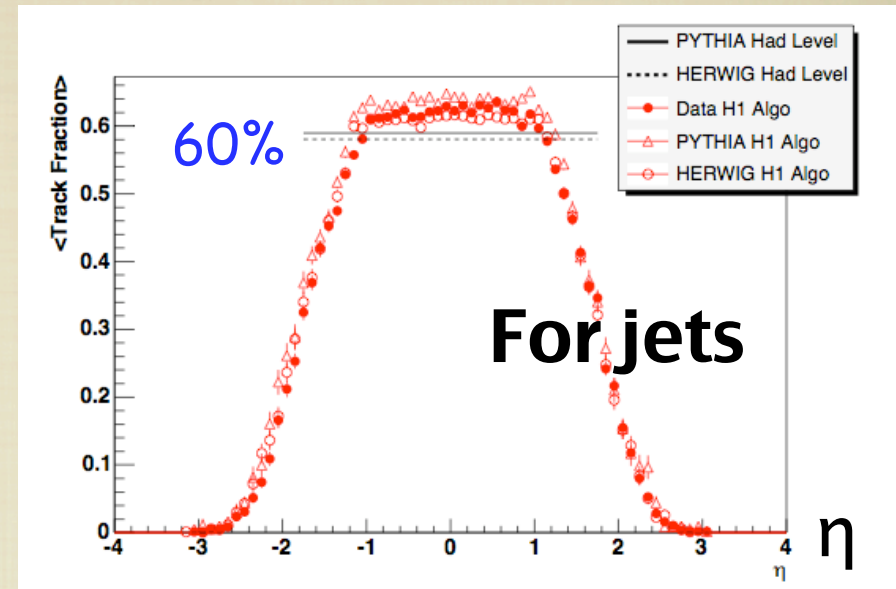 PYTHIA Had Level
HERWIG Had Level
Data H1 Algo
PYTHIA H1 Algo
HERWIG H1 Algo
<Track Fraction>
60%
For jets
0.6
0.5
0.4
0.3
0.2
0.1
0
-4 -3 -2 -1 0 1 2 3 4
η
η